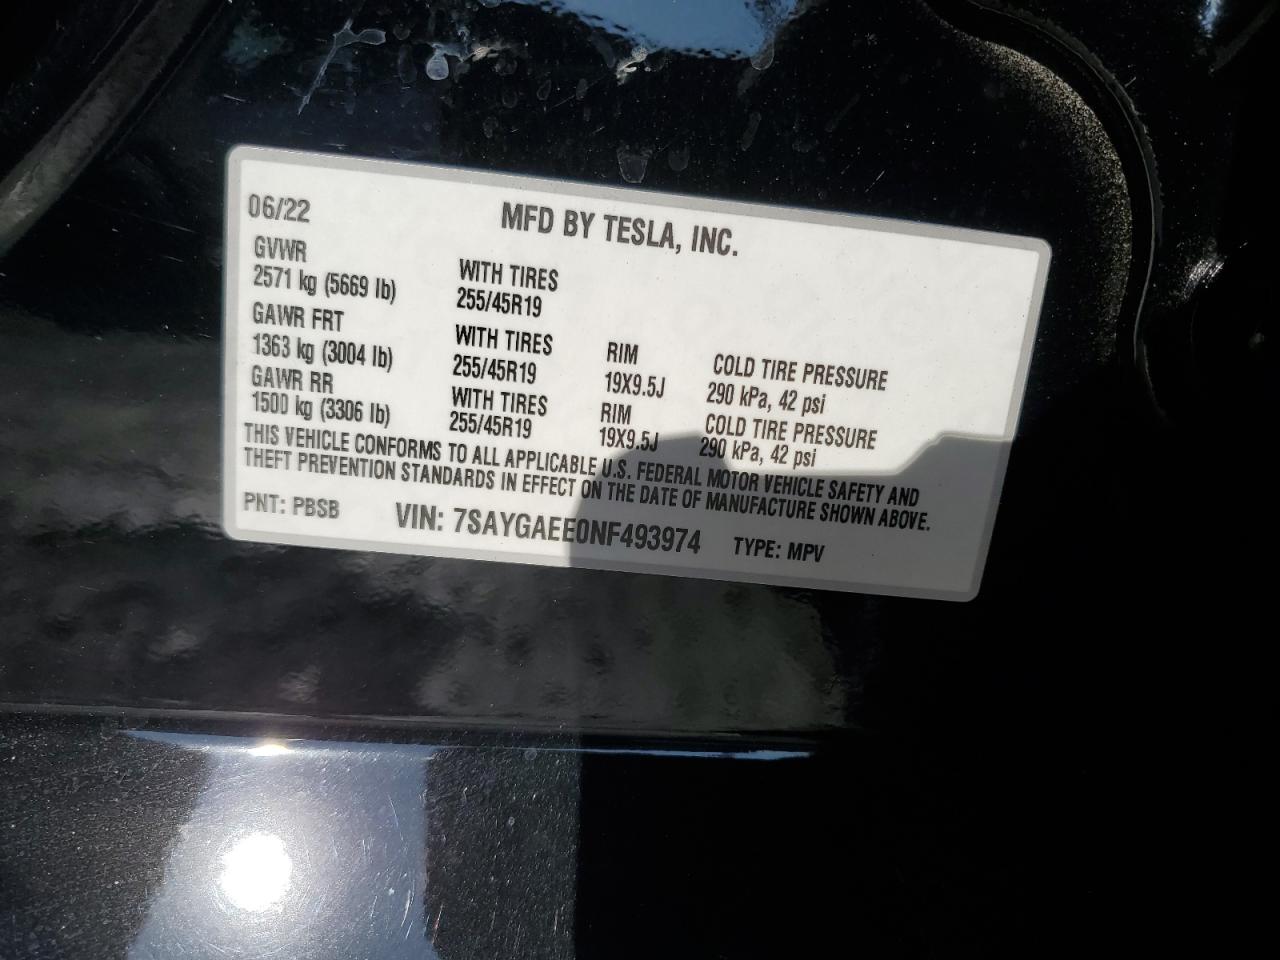 06/22 MFD BY TESLA, INC.
GVWR
2571 kg (5669 lb) WITH TIRES
255/45R19
GAWR FRT
1363 kg (3004 lb) WITH TIRES
255/45R19 RIM
19X9.5J COLD TIRE PRESSURE
290 kPa, 42 psi
GAWR RR
1500 kg (3306 lb) WITH TIRES
255/45R19 RIM
19X9.5J COLD TIRE PRESSURE
290 kPa, 42 psi
THIS VEHICLE CONFORMS TO ALL APPLICABLE U.S. FEDERAL MOTOR VEHICLE SAFETY AND
THEFT PREVENTION STANDARDS IN EFFECT ON THE DATE OF MANUFACTURE SHOWN ABOVE.
PNT: PBSB VIN: 7SAYGAEE0NF493974 TYPE: MPV